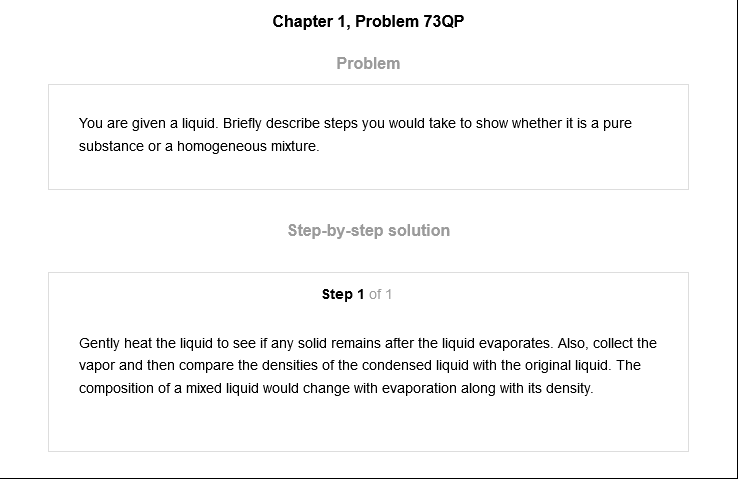 Chapter 1, Problem 73QP
Problem
You are given a liquid. Briefly describe steps you would take to show whether it is a pure
substance or a homogeneous mixture.
Step-by-step solution
Step 1 of 1
Gently heat the liquid to see if any solid remains after the liquid evaporates. Also, collect the
vapor and then compare the densities of the condensed liquid with the original liquid. The
composition of a mixed liquid would change with evaporation along with its density.